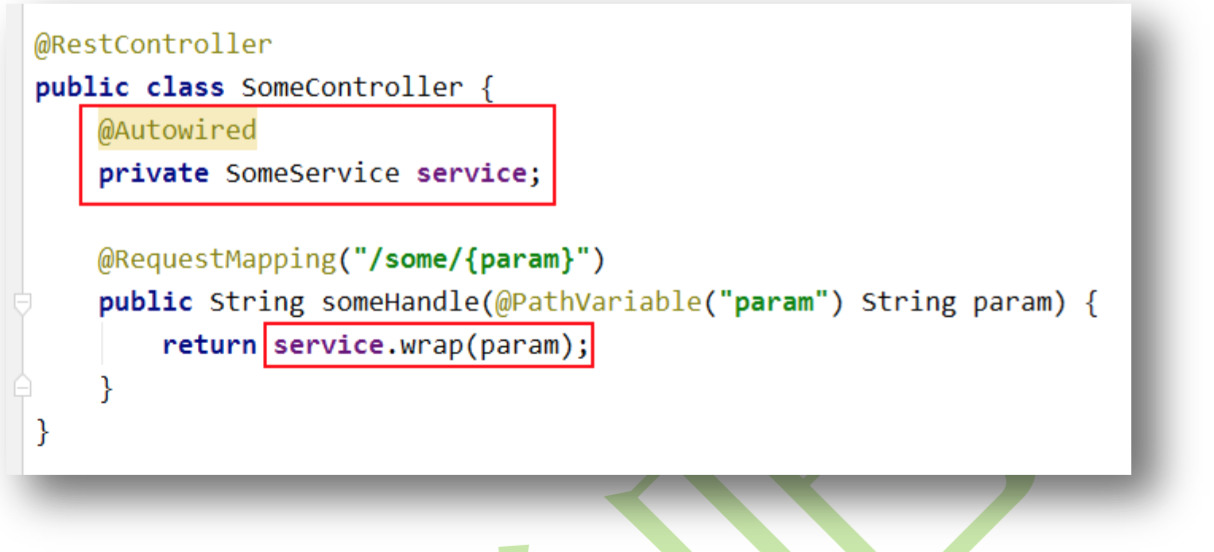 @RestController
public class SomeController {
    @Autowired
    private SomeService service;

    @RequestMapping("/some/{param}")
    public String someHandle(@PathVariable("param") String param) {
        return service.wrap(param);
    }
}